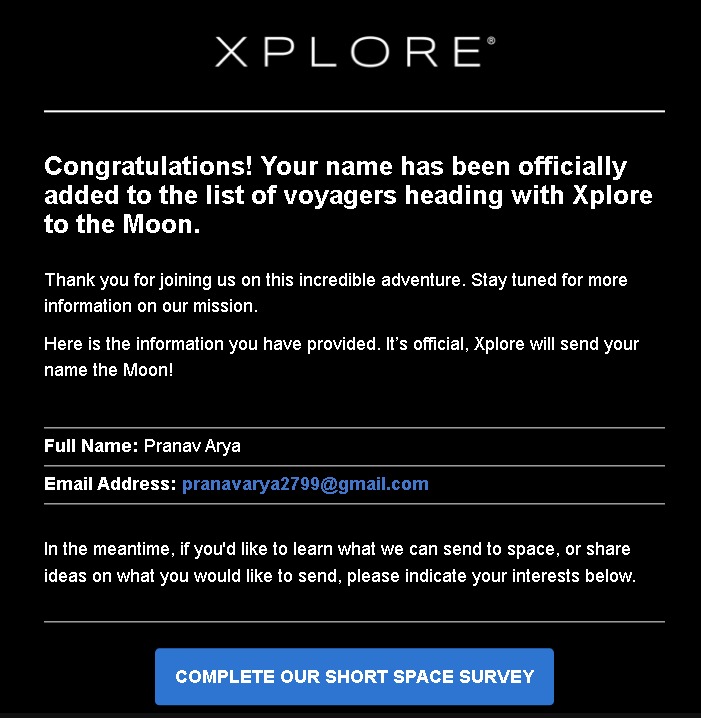 XPLORE®
Congratulations! Your name has been officially
added to the list of voyagers heading with Xplore
to the Moon.
Thank you for joining us on this incredible adventure. Stay tuned for more
information on our mission.
Here is the information you have provided. It’s official, Xplore will send your
name the Moon!
Full Name: Pranav Arya
Email Address: pranavarya2799@gmail.com
In the meantime, if you'd like to learn what we can send to space, or share
ideas on what you would like to send, please indicate your interests below.
COMPLETE OUR SHORT SPACE SURVEY